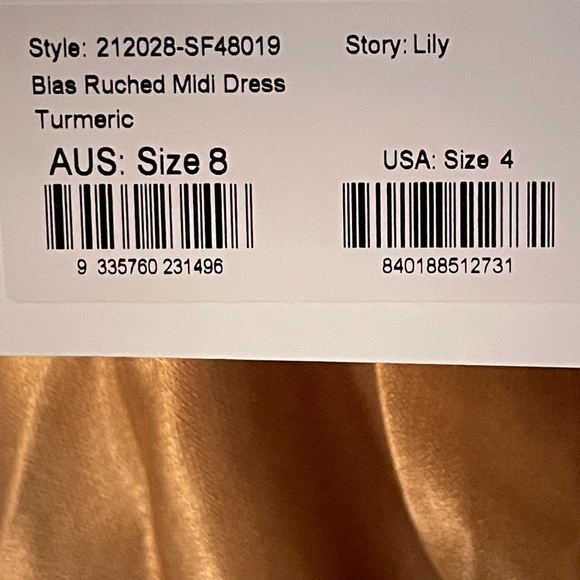 Style: 212028-SF48019
Story: Lily
Bias Ruched Midi Dress
Turmeric
AUS: Size 8
USA: Size 4
9 335760 231496
840188512731